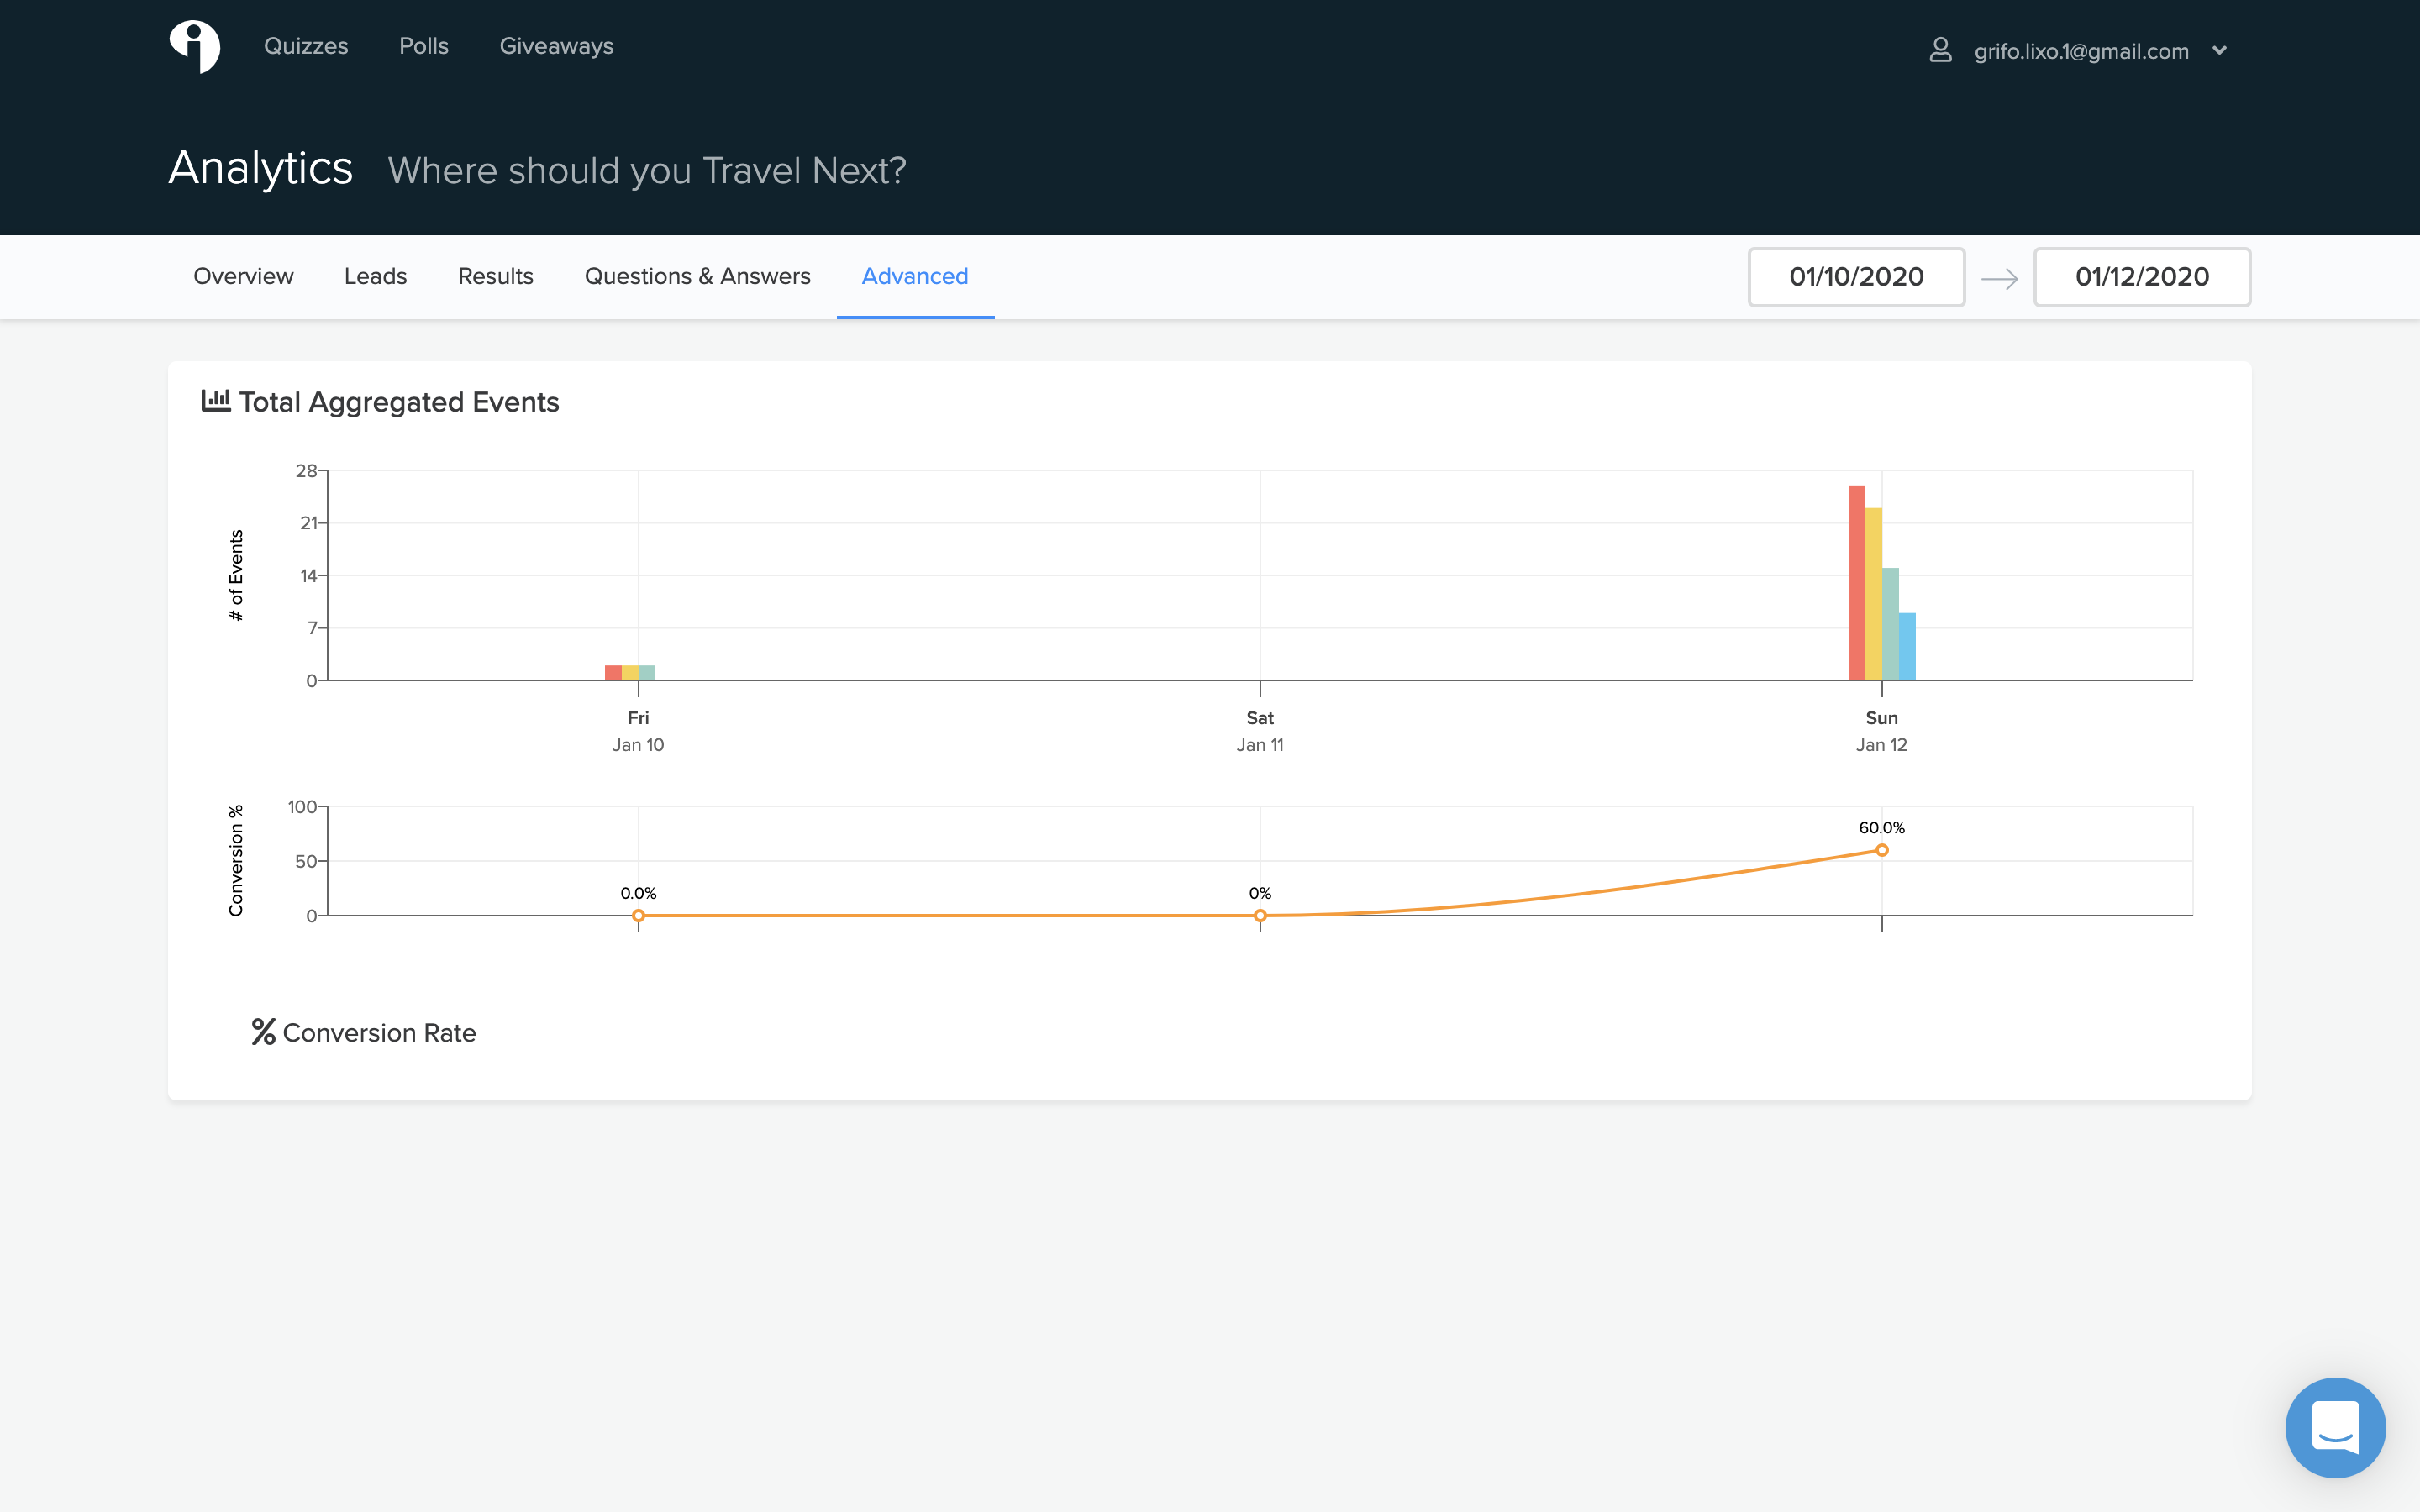 Quizzes Polls Giveaways grifo.lixo.1@gmail.com
Analytics Where should you Travel Next?
Overview Leads Results Questions & Answers Advanced 01/10/2020 01/12/2020
Total Aggregated Events
# of Events
28
21
14
7
0
Fri Sat Sun
Jan 10 Jan 11 Jan 12
Conversion %
100
50
0
0.0% 0% 60.0%
% Conversion Rate